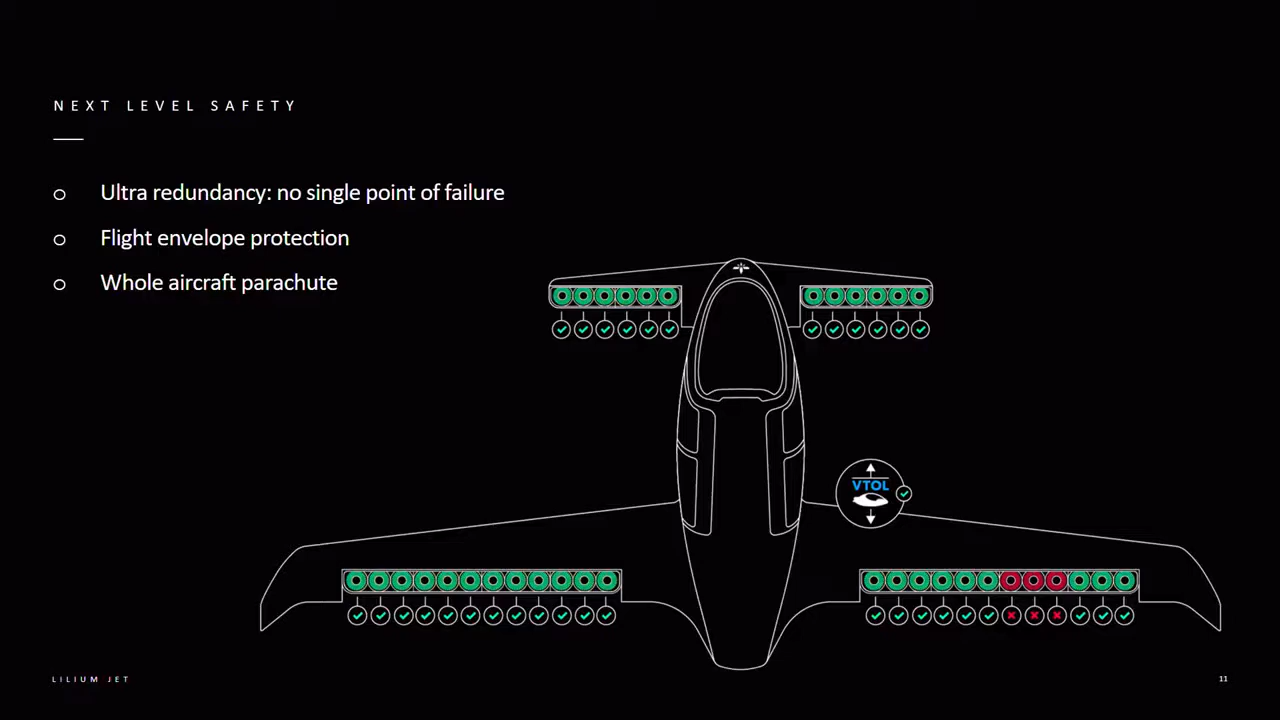 NEXT LEVEL SAFETY
o Ultra redundancy: no single point of failure
o Flight envelope protection
o Whole aircraft parachute
VTOL
LILIUM JET
11